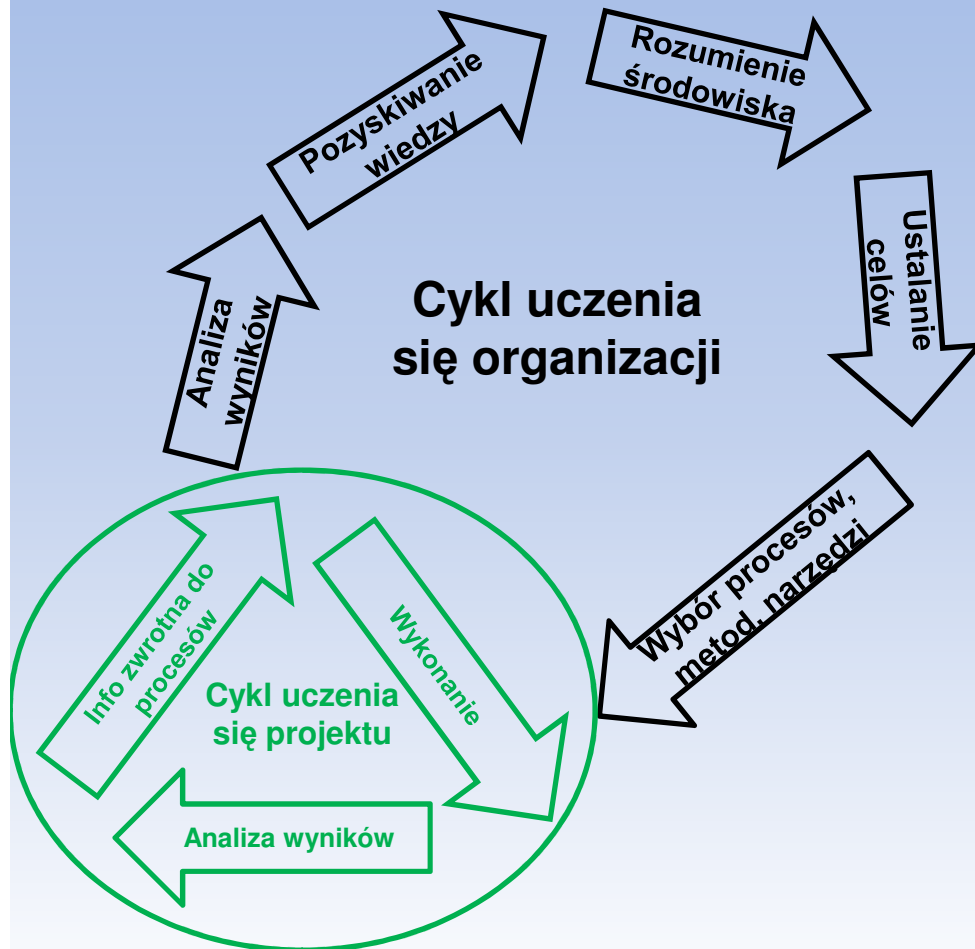 Pozyskiwanie
wiedzy
Rozumienie
środowiska
Ustalanie
celów
Wybór procesów,
metod, narzędzi
Analiza
wyników
Cykl uczenia
się organizacji
Info zwrotna do
procesów
Wykonanie
Cykl uczenia
się projektu
Analiza wyników